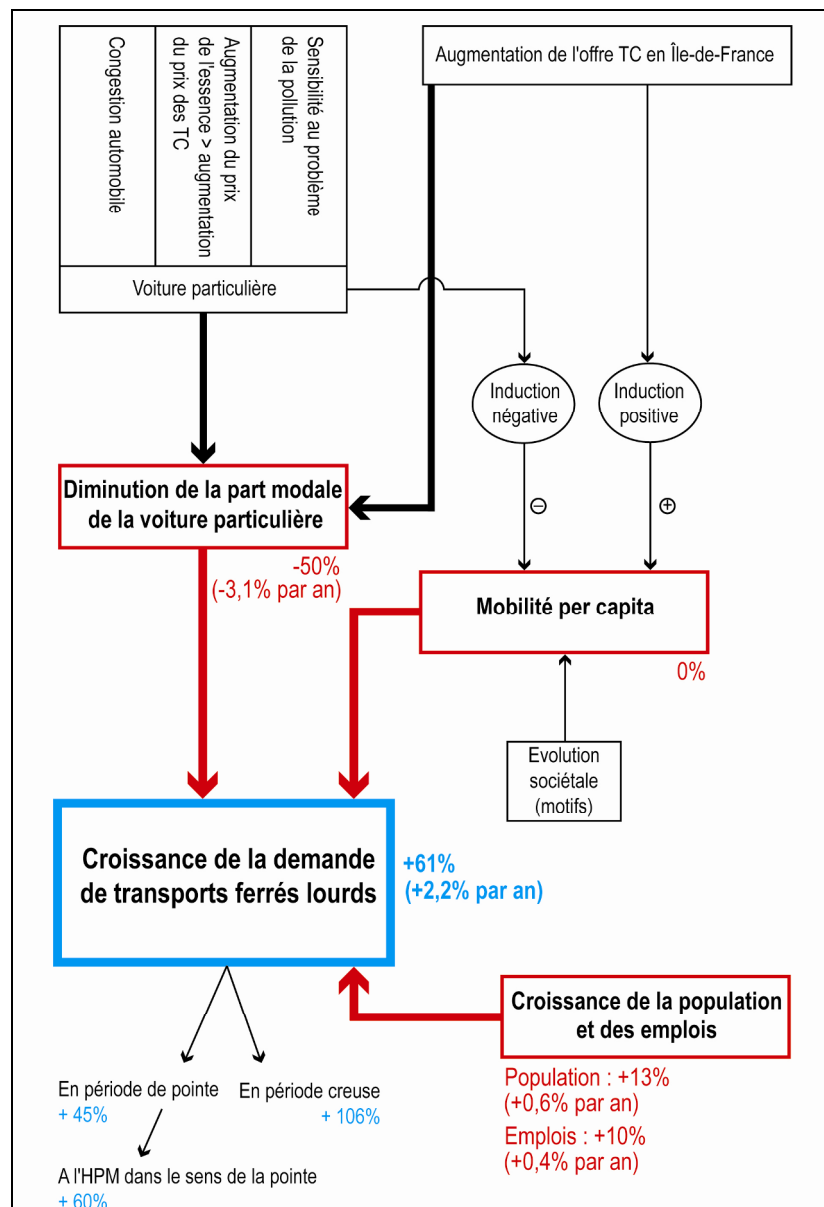 Congestion automobile
Augmentation du prix
de l'essence > augmentation
du prix des TC
Sensibilité au problème
de la pollution
Voiture particulière
Augmentation de l'offre TC en Île-de-France
Induction
négative
Induction
positive
Diminution de la part modale
de la voiture particulière
-50%
(-3,1% par an)
Mobilité per capita
0%
Evolution
sociétale
(motifs)
Croissance de la demande
de transports ferrés lourds
+61%
(+2,2% par an)
Croissance de la population
et des emplois
Population : +13%
(+0,6% par an)
Emplois : +10%
(+0,4% par an)
En période de pointe
+ 45%
En période creuse
+ 106%
A l'HPM dans le sens de la pointe
+ 60%